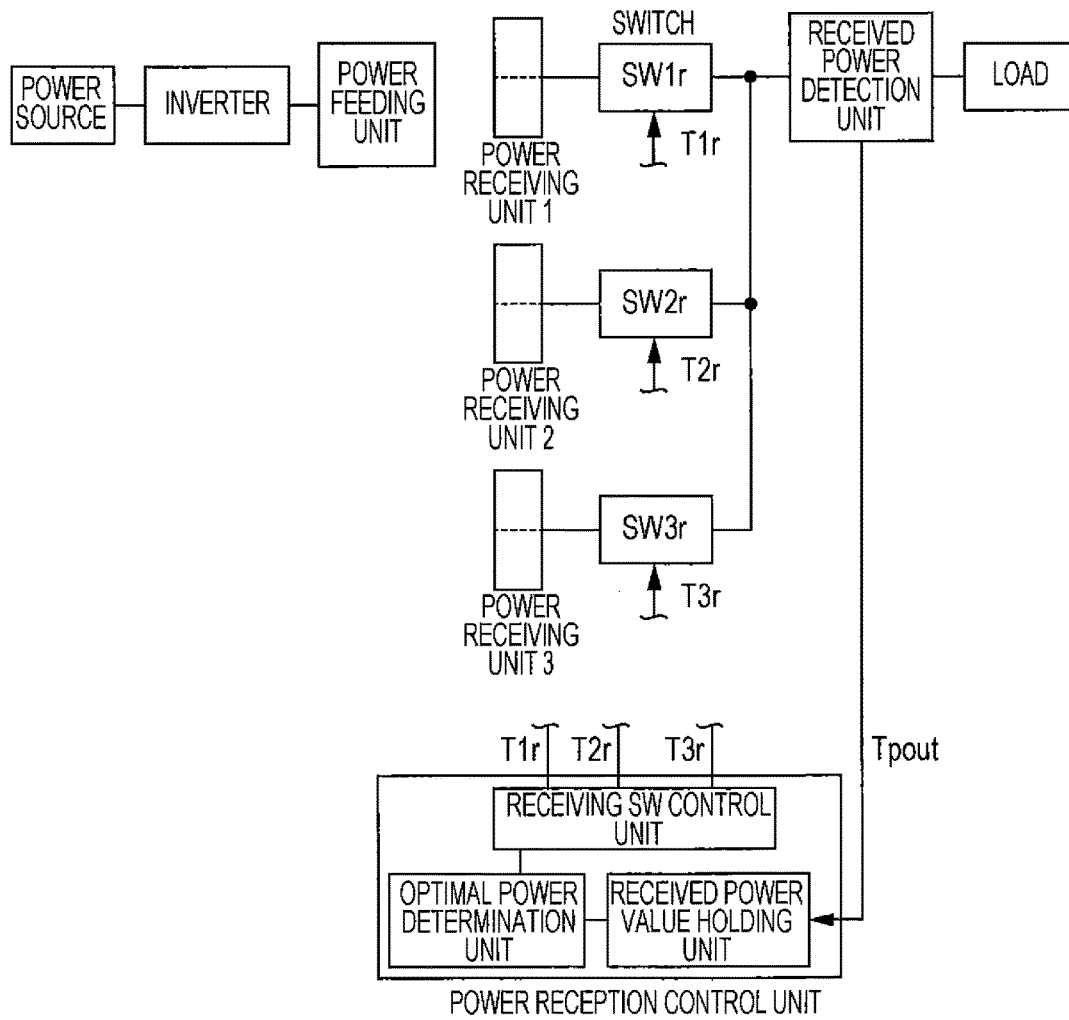 POWER
SOURCE
INVERTER
POWER
FEEDING
UNIT
POWER
RECEIVING
UNIT 1
SWITCH
SW1r
T1r
RECEIVED
POWER
DETECTION
UNIT
LOAD
POWER
RECEIVING
UNIT 2
SW2r
T2r
POWER
RECEIVING
UNIT 3
SW3r
T3r
T1r
T2r
T3r
Tpout
RECEIVING SW CONTROL
UNIT
OPTIMAL POWER
DETERMINATION
UNIT
RECEIVED POWER
VALUE HOLDING
UNIT
POWER RECEPTION CONTROL UNIT